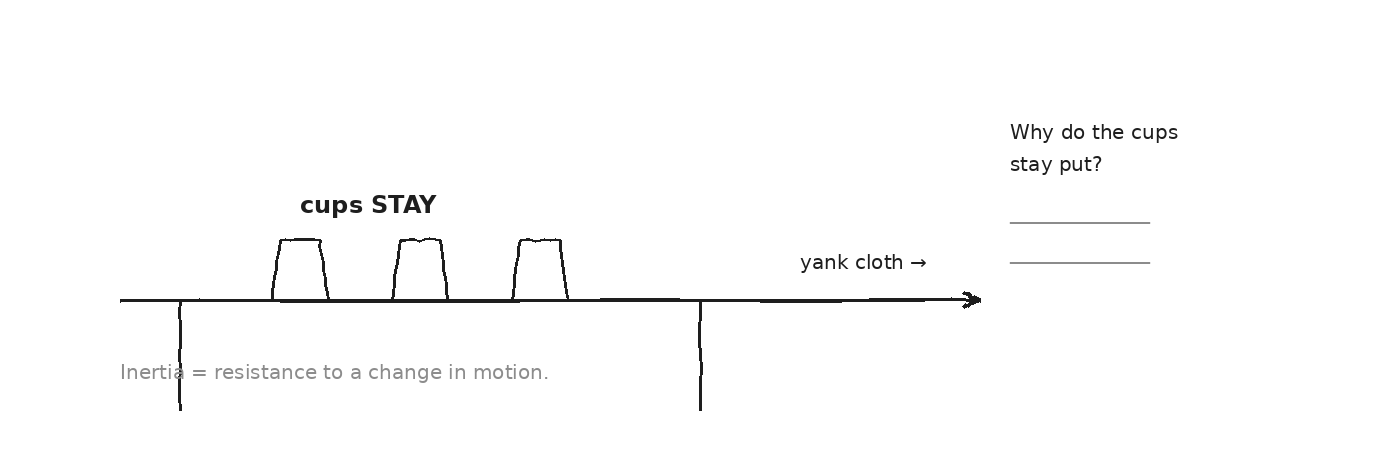 Why do the cups
stay put?
cups STAY
yank cloth →
Inertia = resistance to a change in motion.